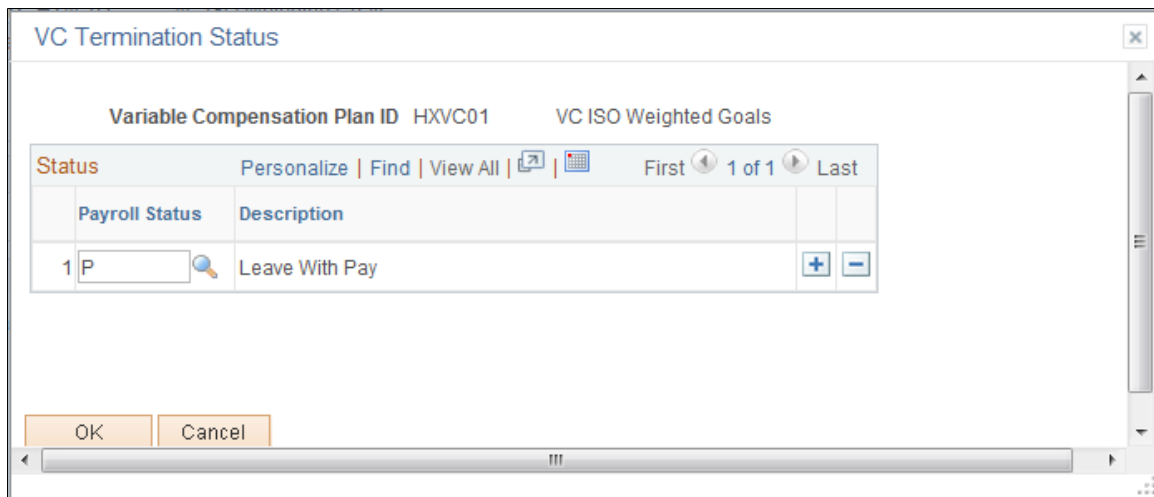 VC Termination Status
Variable Compensation Plan ID HXVC01 VC ISO Weighted Goals
Status Personalize | Find | View All | | First 1 of 1 Last
Payroll Status Description
1 P Leave With Pay
OK Cancel